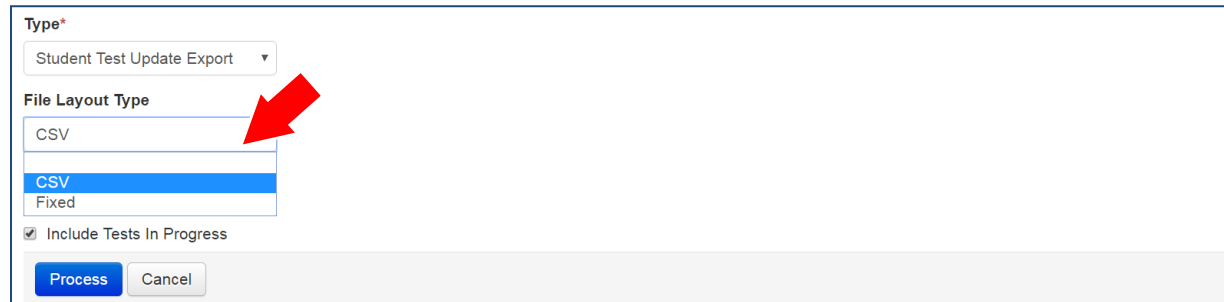 Type*
Student Test Update Export
File Layout Type
CSV
CSV
Fixed
Include Tests In Progress
Process Cancel